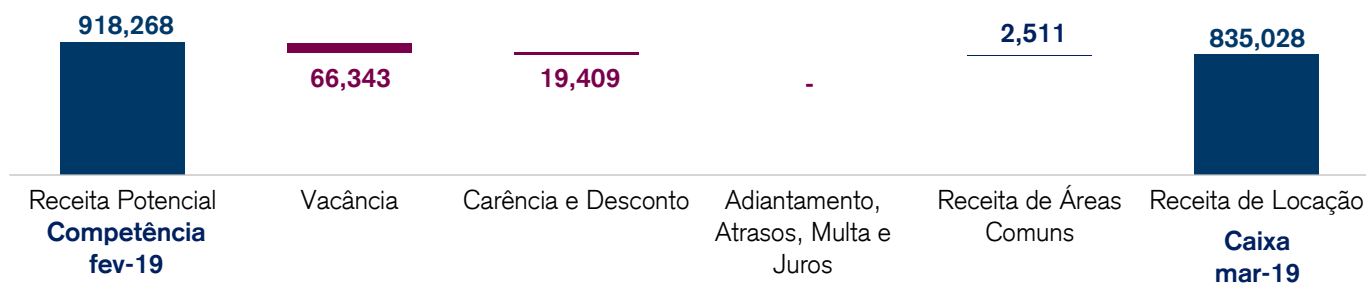 918,268
66,343
19,409
-
2,511
835,028
Receita Potencial
Competência
fev-19
Vacância
Carência e Desconto
Adiantamento,
Atrasos, Multa e
Juros
Receita de Áreas
Comuns
Receita de Locação
Caixa
mar-19